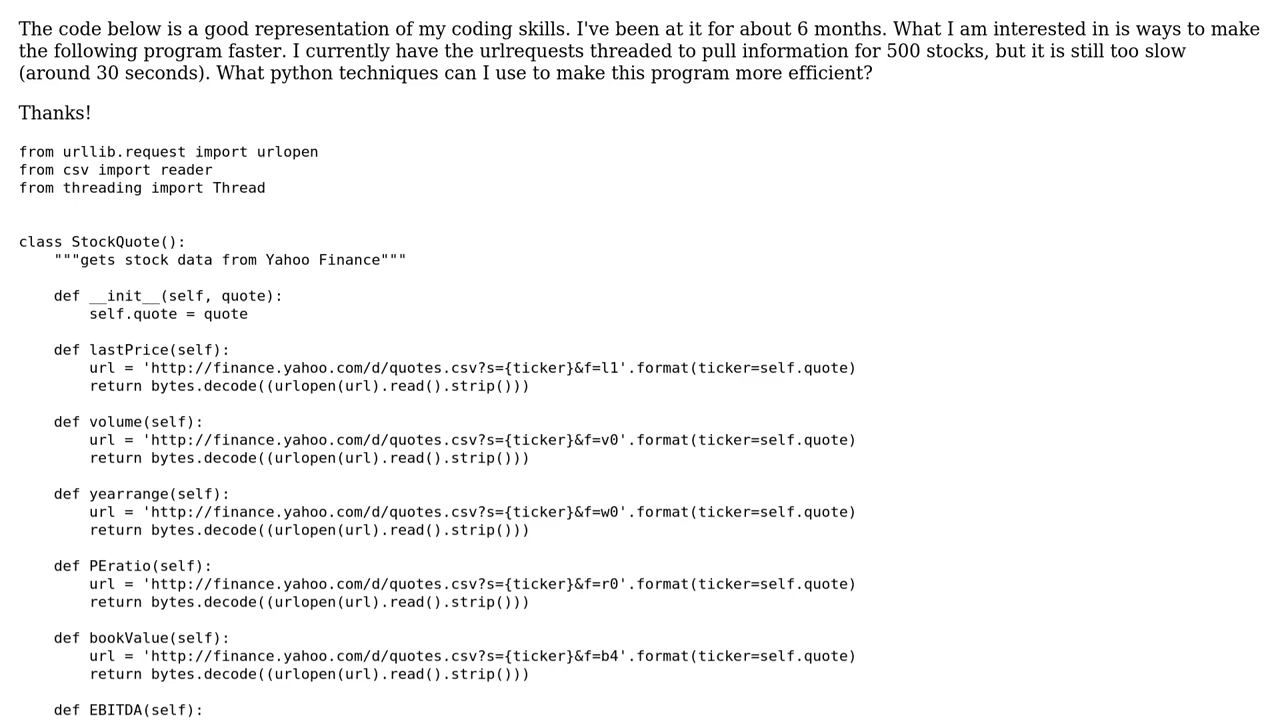 The code below is a good representation of my coding skills. I've been at it for about 6 months. What I am interested in is ways to make
the following program faster. I currently have the urlrequests threaded to pull information for 500 stocks, but it is still too slow
(around 30 seconds). What python techniques can I use to make this program more efficient?
Thanks!
from urllib.request import urlopen
from csv import reader
from threading import Thread
class StockQuote():
    """gets stock data from Yahoo Finance"""
    def __init__(self, quote):
        self.quote = quote
    def lastPrice(self):
        url = 'http://finance.yahoo.com/d/quotes.csv?s={ticker}&f=l1'.format(ticker=self.quote)
        return bytes.decode((urlopen(url).read().strip()))
    def volume(self):
        url = 'http://finance.yahoo.com/d/quotes.csv?s={ticker}&f=v0'.format(ticker=self.quote)
        return bytes.decode((urlopen(url).read().strip()))
    def yearrange(self):
        url = 'http://finance.yahoo.com/d/quotes.csv?s={ticker}&f=w0'.format(ticker=self.quote)
        return bytes.decode((urlopen(url).read().strip()))
    def PEratio(self):
        url = 'http://finance.yahoo.com/d/quotes.csv?s={ticker}&f=r0'.format(ticker=self.quote)
        return bytes.decode((urlopen(url).read().strip()))
    def bookValue(self):
        url = 'http://finance.yahoo.com/d/quotes.csv?s={ticker}&f=b4'.format(ticker=self.quote)
        return bytes.decode((urlopen(url).read().strip()))
    def EBITDA(self):